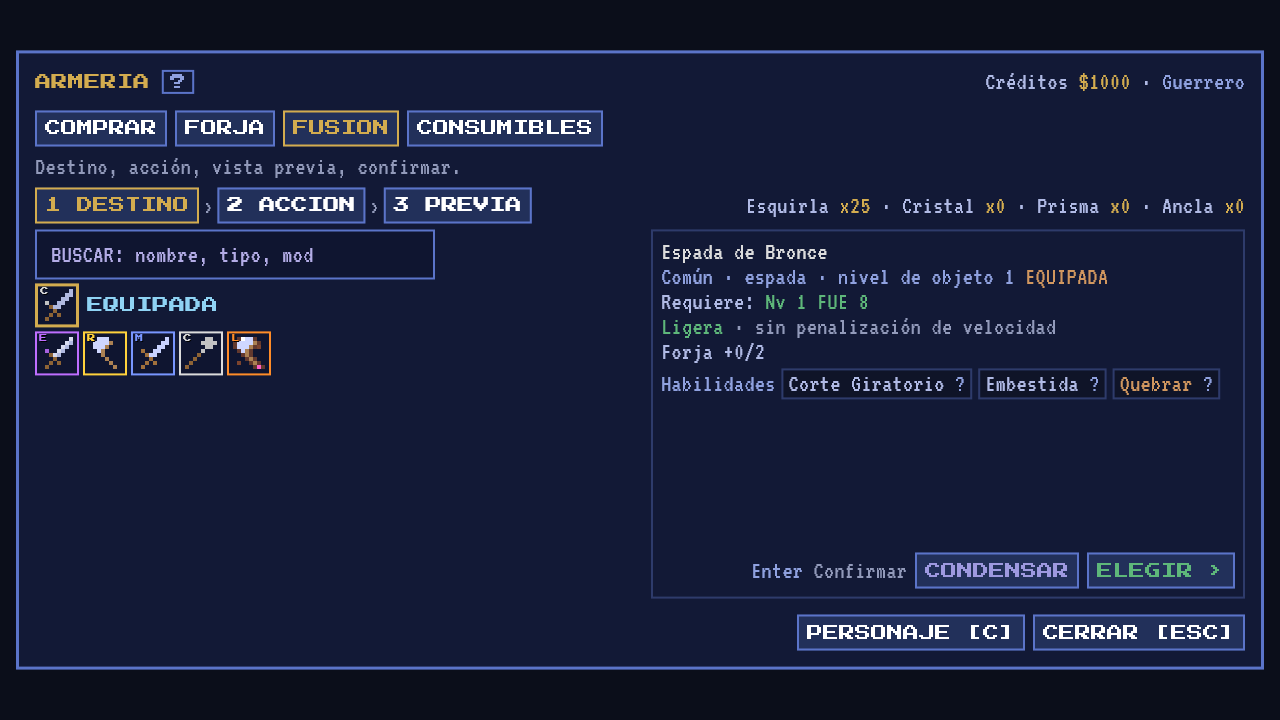 ARMERIA ?
Créditos $1000 · Guerrero
COMPRAR FORJA FUSION CONSUMIBLES
Destino, acción, vista previa, confirmar.
1 DESTINO › 2 ACCION › 3 PREVIA
Esquirla x25 · Cristal x0 · Prisma x0 · Ancla x0
BUSCAR: nombre, tipo, mod
C EQUIPADA
E R M C L
Espada de Bronce
Común · espada · nivel de objeto 1 EQUIPADA
Requiere: Nv 1 FUE 8
Ligera · sin penalización de velocidad
Forja +0/2
Habilidades Corte Giratorio ? Embestida ? Quebrar ?
Enter Confirmar CONDENSAR ELEGIR >
PERSONAJE [C] CERRAR [ESC]